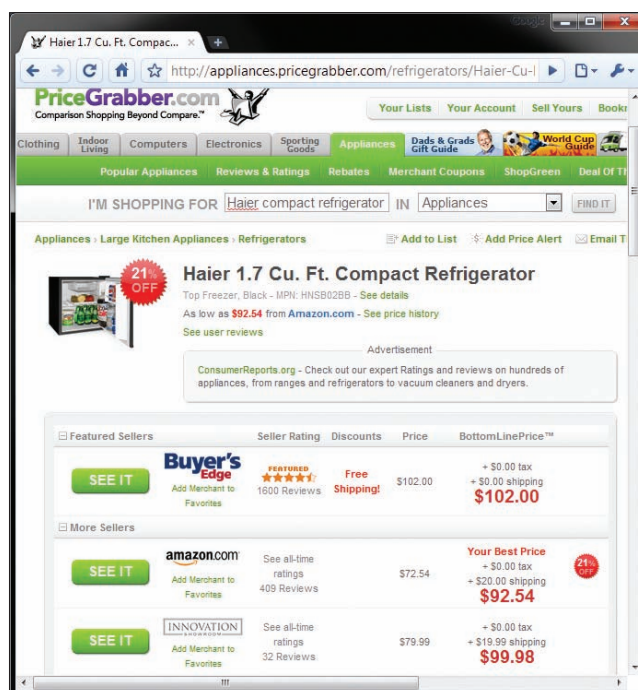 Google
Haier 1.7 Cu. Ft. Compac...
http://appliances.pricegrabber.com/refrigerators/Haier-Cu-
PriceGrabber.com
Comparison Shopping Beyond Compare.™
Your Lists Your Account Sell Yours Bookr
Clothing Indoor Living Computers Electronics Sporting Goods Appliances Dads & Grads Gift Guide World Cup Guide
Popular Appliances Reviews & Ratings Rebates Merchant Coupons ShopGreen Deal Of Th
I'M SHOPPING FOR Haier compact refrigerator IN Appliances FIND IT
Appliances › Large Kitchen Appliances › Refrigerators Add to List Add Price Alert Email T
21% OFF
Haier 1.7 Cu. Ft. Compact Refrigerator
Top Freezer, Black - MPN: HNSB02BB - See details
As low as $92.54 from Amazon.com - See price history
See user reviews
Advertisement
ConsumerReports.org - Check out our expert Ratings and reviews on hundreds of
appliances, from ranges and refrigerators to vacuum cleaners and dryers.
Featured Sellers Seller Rating Discounts Price BottomLinePrice™
SEE IT
Buyer's
Edge
Add Merchant to
Favorites
FEATURED
1600 Reviews
Free
Shipping!
$102.00
+ $0.00 tax
+ $0.00 shipping
$102.00
More Sellers
SEE IT
amazon.com
Add Merchant to
Favorites
See all-time
ratings
409 Reviews
$72.54
Your Best Price
+ $0.00 tax
+ $20.00 shipping
$92.54
21%
OFF
SEE IT
INNOVATION
SHOWROOM
Add Merchant to
Favorites
See all-time
ratings
32 Reviews
$79.99
+ $0.00 tax
+ $19.99 shipping
$99.98